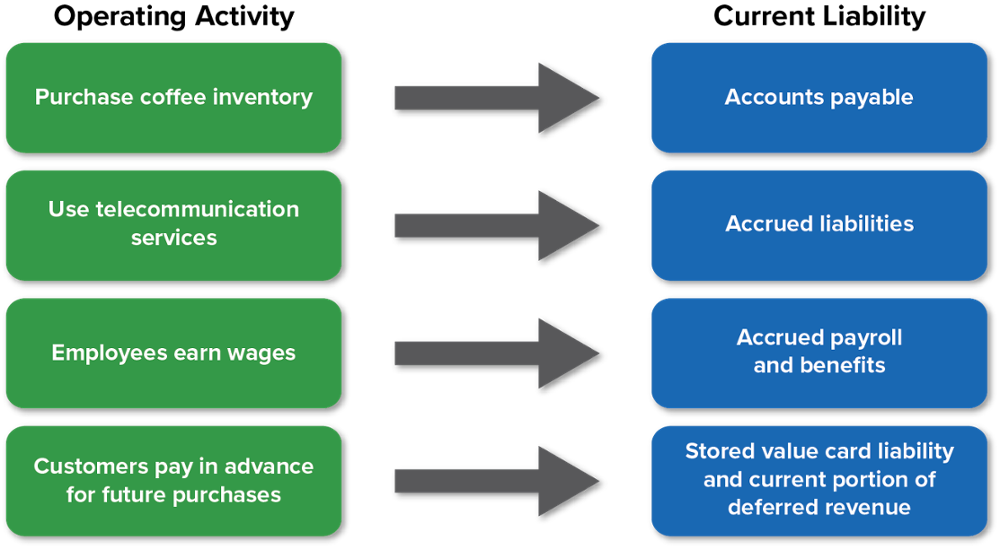 Operating Activity
Current Liability
Purchase coffee inventory
Accounts payable
Use telecommunication
services
Accrued liabilities
Employees earn wages
Accrued payroll
and benefits
Customers pay in advance
for future purchases
Stored value card liability
and current portion of
deferred revenue